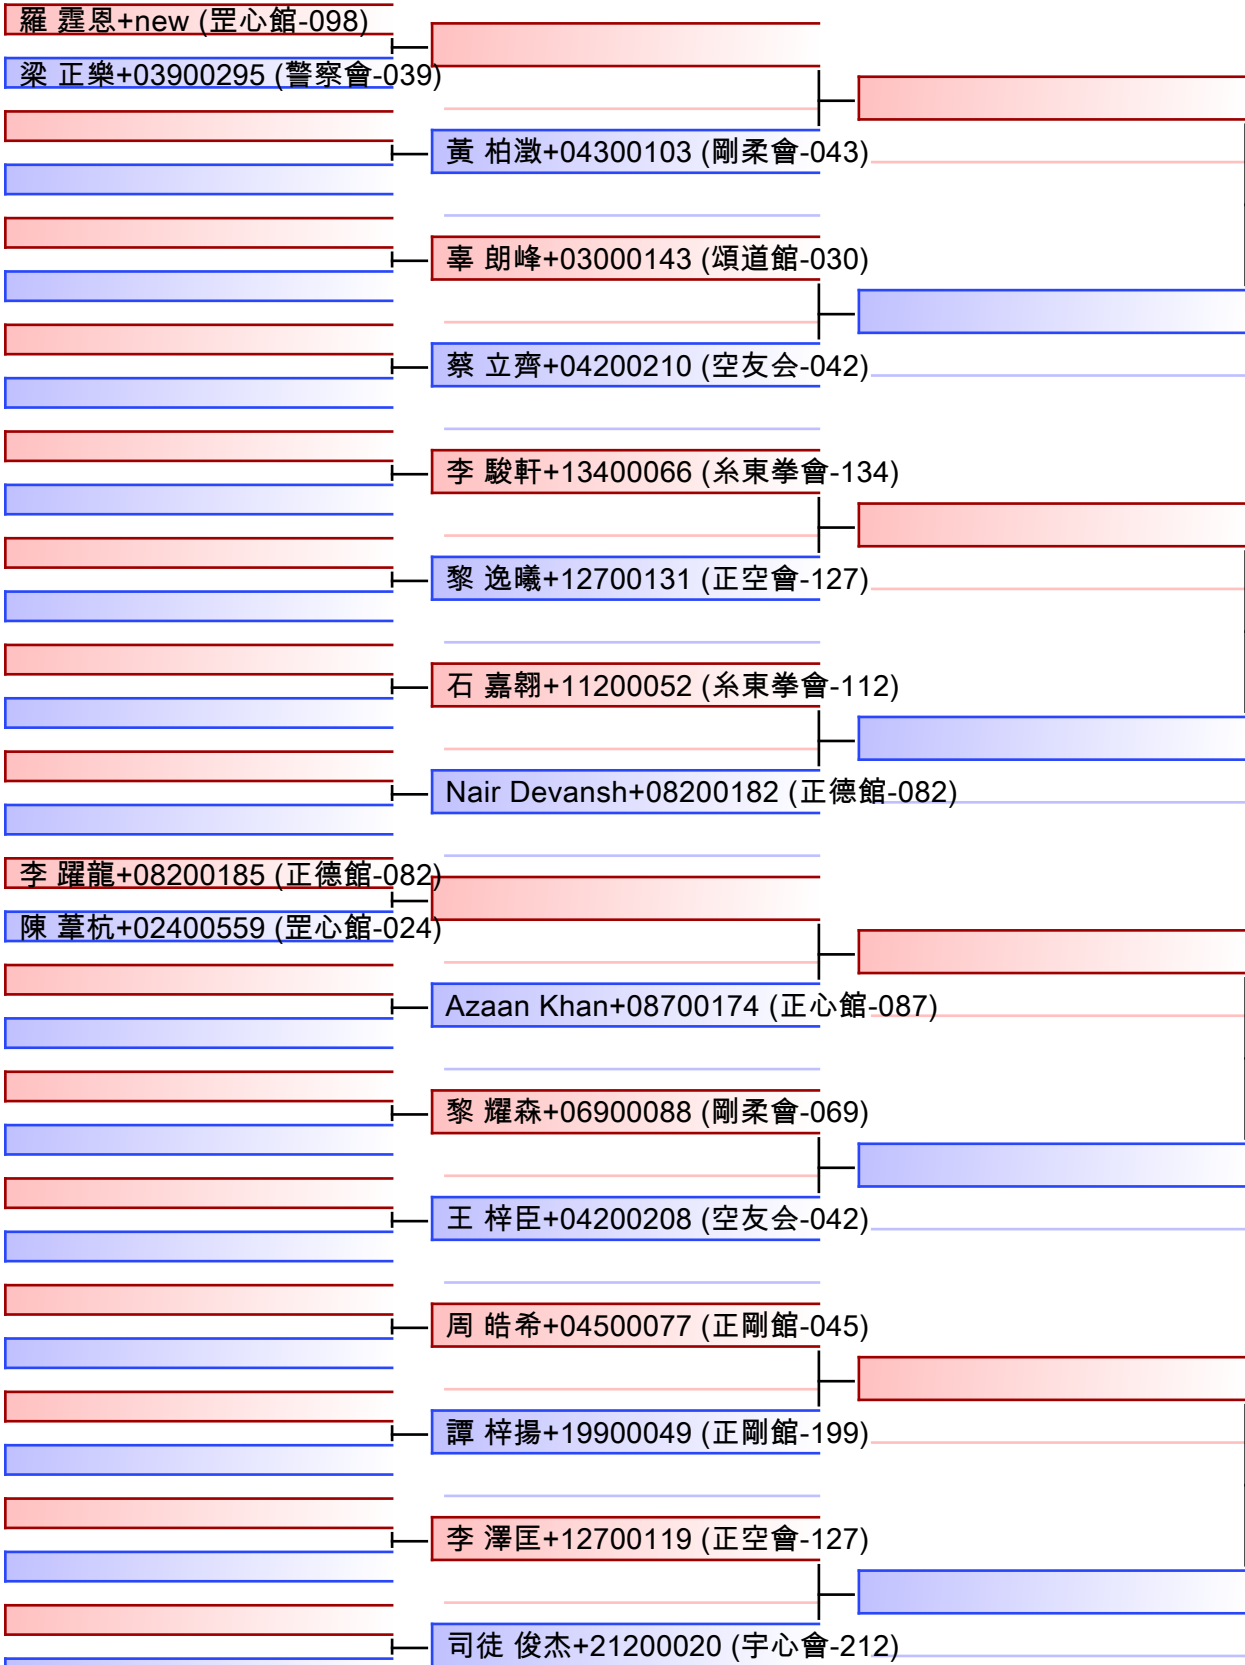 羅 霆恩+new (罡心館-098)
梁 正樂+03900295 (警察會-039)
黃 柏澂+04300103 (剛柔會-043)
辜 朗峰+03000143 (頌道館-030)
蔡 立齊+04200210 (空友会-042)
李 駿軒+13400066 (糸東拳會-134)
黎 逸曦+12700131 (正空會-127)
石 嘉翱+11200052 (糸東拳會-112)
Nair Devansh+08200182 (正德館-082)
李 躍龍+08200185 (正德館-082)
陳 葦杭+02400559 (罡心館-024)
Azaan Khan+08700174 (正心館-087)
黎 耀森+06900088 (剛柔會-069)
王 梓臣+04200208 (空友会-042)
周 皓希+04500077 (正剛館-045)
譚 梓揚+19900049 (正剛館-199)
李 澤匡+12700119 (正空會-127)
司徒 俊杰+21200020 (宇心會-212)